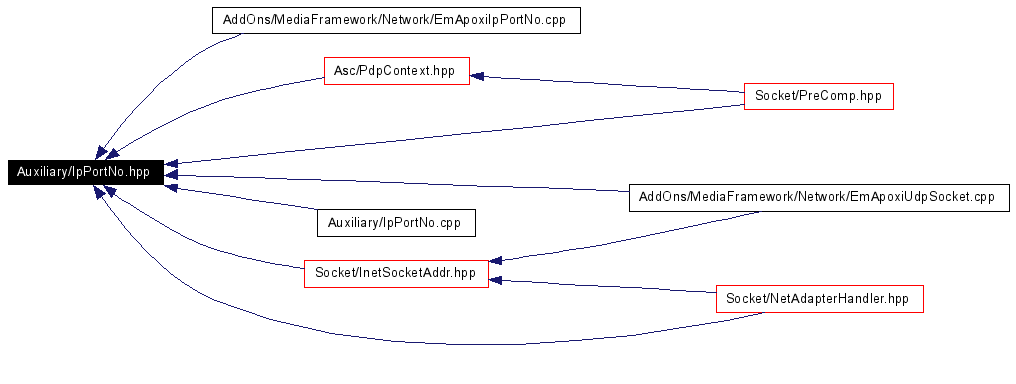 AddOns/MediaFramework/Network/EmApoxiIpPortNo.cpp
Asc/PdpContext.hpp
Socket/PreComp.hpp
Auxiliary/IpPortNo.hpp
AddOns/MediaFramework/Network/EmApoxiUdpSocket.cpp
Auxiliary/IpPortNo.cpp
Socket/InetSocketAddr.hpp
Socket/NetAdapterHandler.hpp